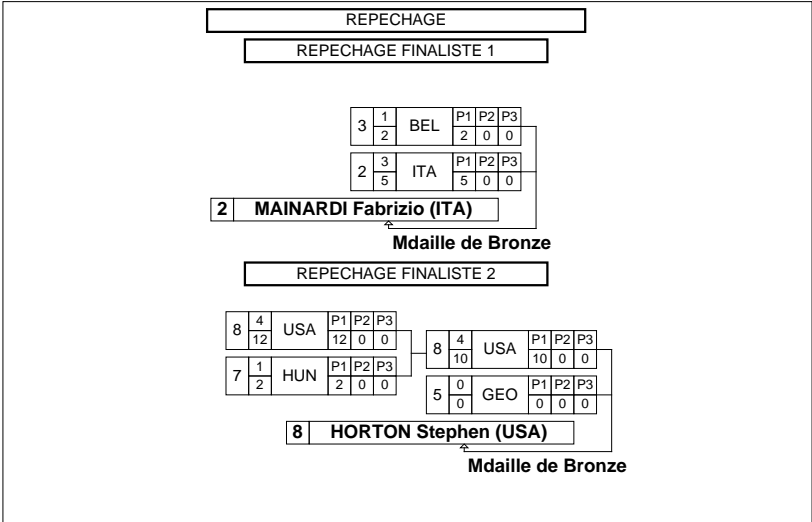 REPECHAGE
REPECHAGE FINALISTE 1
3 1 BEL P1 P2 P3
2 2 0 0
2 3 ITA P1 P2 P3
5 5 0 0
2 MAINARDI Fabrizio (ITA)
Mdaille de Bronze
REPECHAGE FINALISTE 2
8 4 USA P1 P2 P3
12 12 0 0
7 1 HUN P1 P2 P3
2 2 0 0
8 4 USA P1 P2 P3
10 10 0 0
5 0 GEO P1 P2 P3
0 0 0 0
8 HORTON Stephen (USA)
Mdaille de Bronze